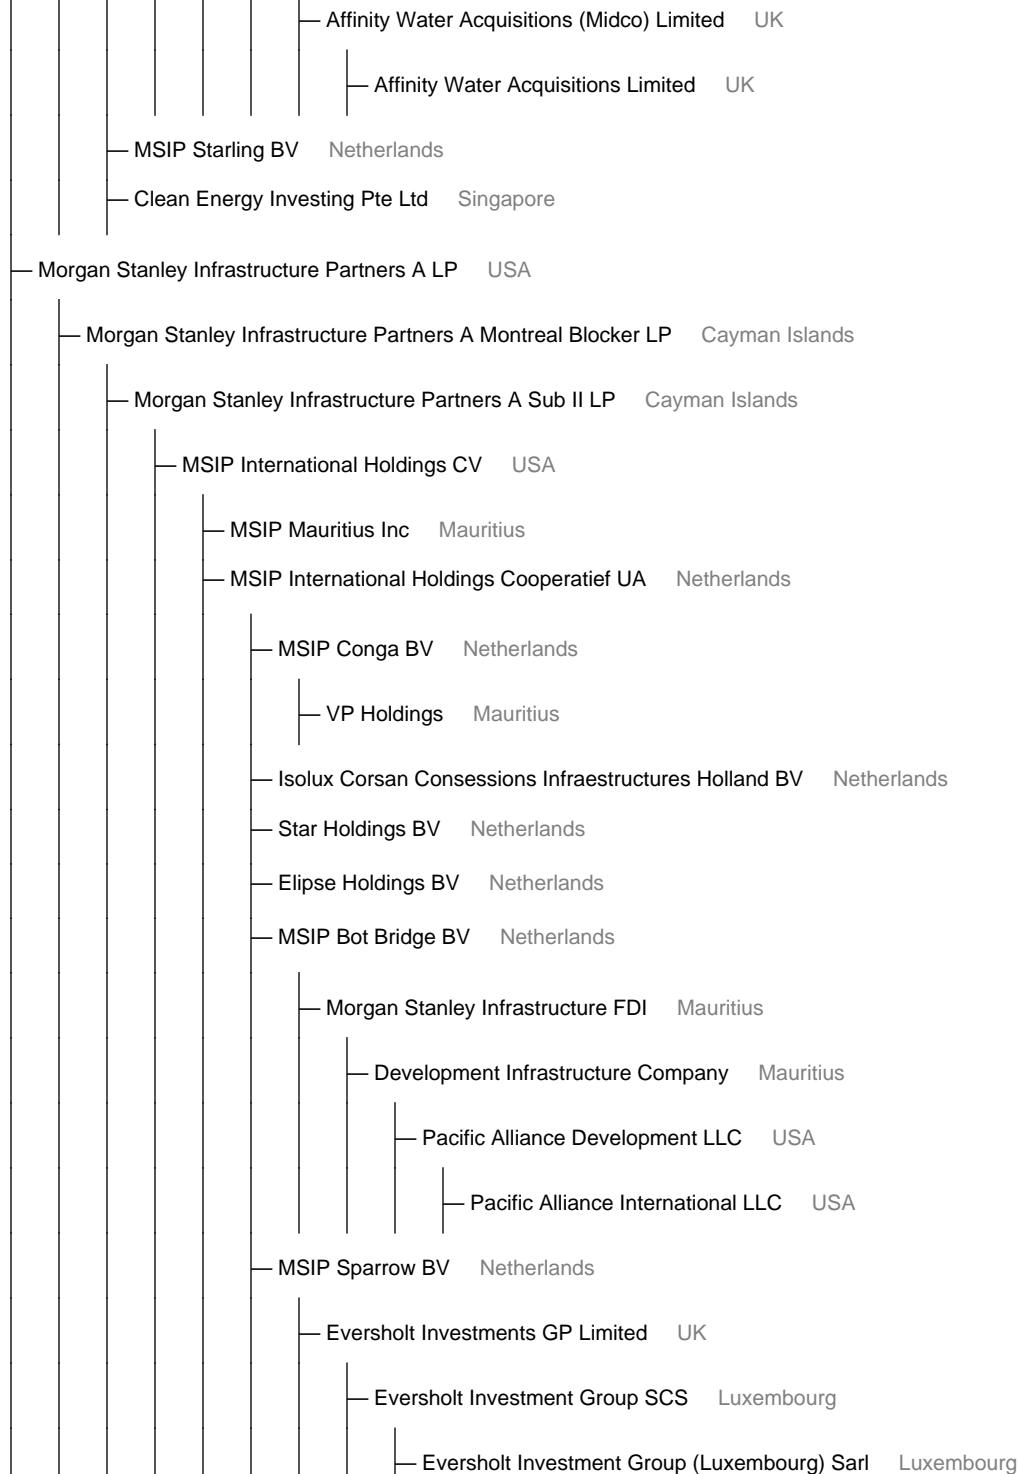 Affinity Water Acquisitions (Midco) Limited UK
Affinity Water Acquisitions Limited UK
MSIP Starling BV Netherlands
Clean Energy Investing Pte Ltd Singapore
Morgan Stanley Infrastructure Partners A LP USA
Morgan Stanley Infrastructure Partners A Montreal Blocker LP Cayman Islands
Morgan Stanley Infrastructure Partners A Sub II LP Cayman Islands
MSIP International Holdings CV USA
MSIP Mauritius Inc Mauritius
MSIP International Holdings Cooperatief UA Netherlands
MSIP Conga BV Netherlands
VP Holdings Mauritius
Isolux Corsan Consessions Infraestructures Holland BV Netherlands
Star Holdings BV Netherlands
Elipse Holdings BV Netherlands
MSIP Bot Bridge BV Netherlands
Morgan Stanley Infrastructure FDI Mauritius
Development Infrastructure Company Mauritius
Pacific Alliance Development LLC USA
Pacific Alliance International LLC USA
MSIP Sparrow BV Netherlands
Eversholt Investments GP Limited UK
Eversholt Investment Group SCS Luxembourg
Eversholt Investment Group (Luxembourg) Sarl Luxembourg